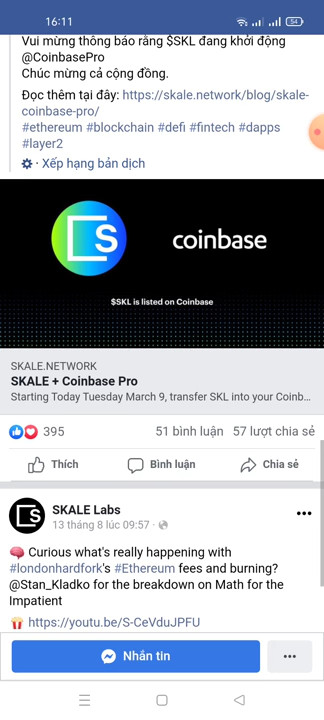 16:11
54
Vui mừng thông báo rằng $SKL đang khởi động
@CoinbasePro
Chúc mừng cả cộng đồng.
Đọc thêm tại đây: https://skale.network/blog/skale-
coinbase-pro/
#ethereum #blockchain #defi #fintech #dapps
#layer2
· Xếp hạng bản dịch
S
coinbase
$SKL is listed on Coinbase
SKALE.NETWORK
SKALE + Coinbase Pro
Starting Today Tuesday March 9, transfer SKL into your Coinb...
395
51 bình luận 57 lượt chia sẻ
Thích
Bình luận
Chia sẻ
SKALE Labs
13 tháng 8 lúc 09:57 ·
🧠 Curious what's really happening with
#londonhardfork's #Ethereum fees and burning?
@Stan_Kladko for the breakdown on Math for the
Impatient
🍿 https://youtu.be/S-CeVduJPFU
Nhắn tin